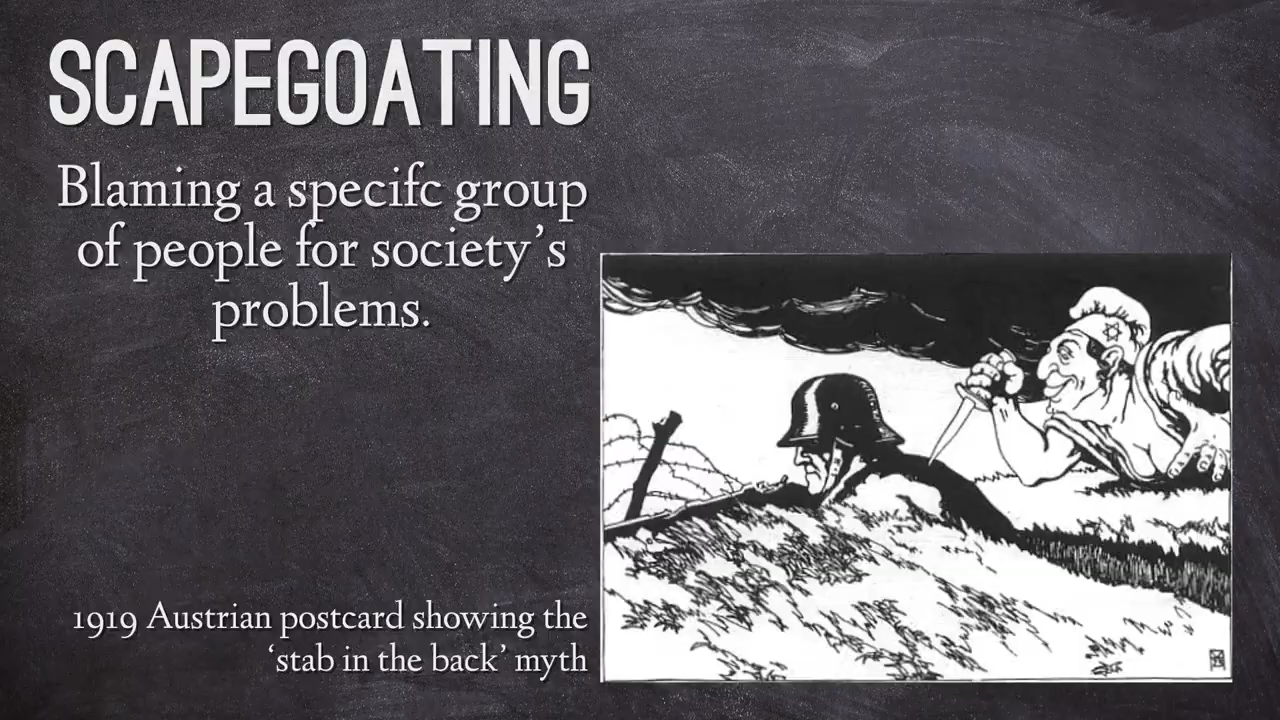 SCAPEGOATING
Blaming a specifc group
of people for society’s
problems.
1919 Austrian postcard showing the
‘stab in the back’ myth